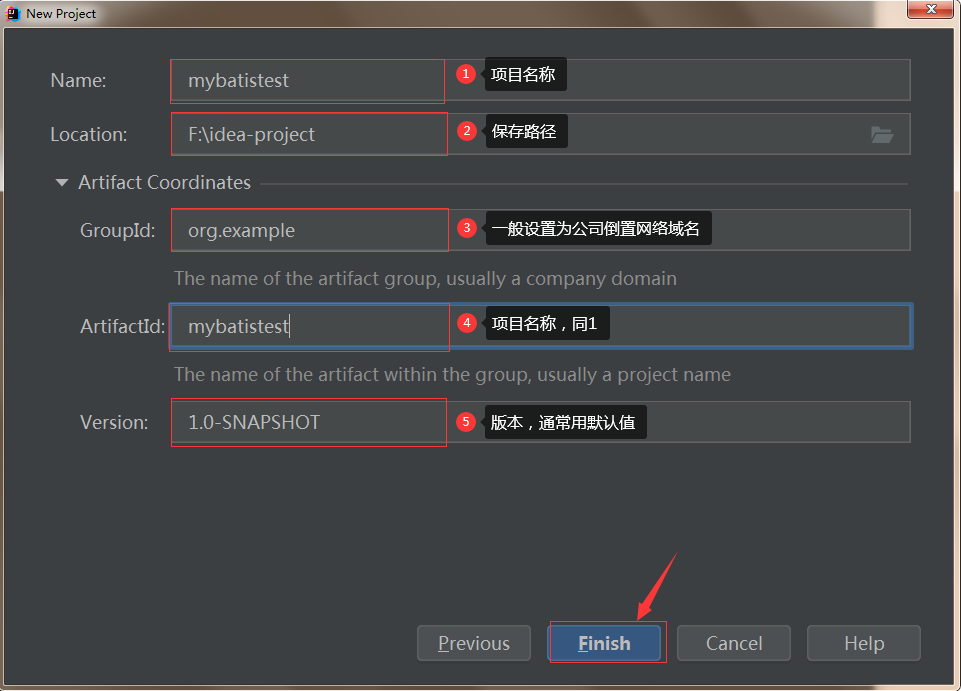 New Project
Name: mybatistest 1 项目名称
Location: F:\idea-project 2 保存路径
Artifact Coordinates
GroupId: org.example 3 一般设置为公司倒置网络域名
The name of the artifact group, usually a company domain
ArtifactId: mybatistest 4 项目名称，同1
The name of the artifact within the group, usually a project name
Version: 1.0-SNAPSHOT 5 版本，通常用默认值
Previous Finish Cancel Help